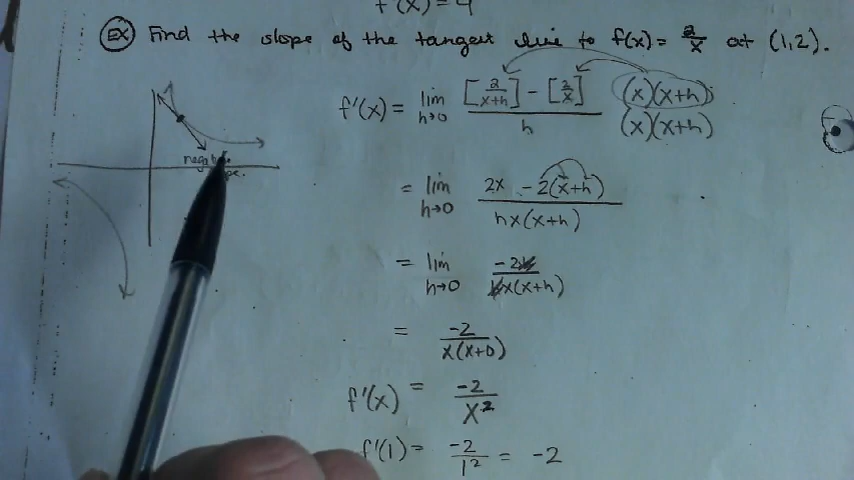 f'(x) = 4
EX Find the slope of the tangent line to f(x) = 2/x at (1,2).
f'(x) = lim h→0 [2/(x+h)] - [2/x] / h (x)(x+h) / (x)(x+h)
= lim h→0 2x - 2(x+h) / hx(x+h)
= lim h→0 -2h / hx(x+h)
= -2 / x(x+0)
f'(x) = -2 / x²
f'(1) = -2 / 1² = -2